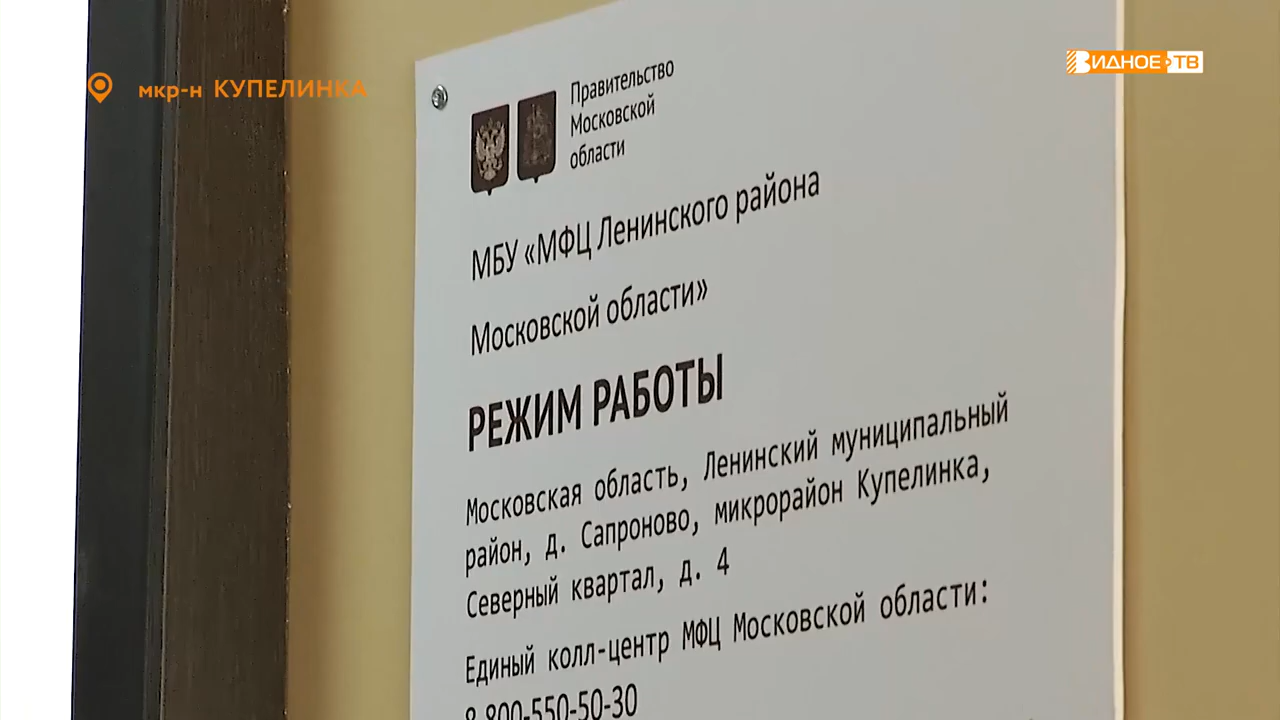 мкр-н КУПЕЛИНКА
ВИДНОЕ ТВ
Правительство
Московской
области
МБУ «МФЦ Ленинского района
Московской области»
РЕЖИМ РАБОТЫ
Московская область, Ленинский муниципальный
район, д. Сапроново, микрорайон Купелинка,
Северный квартал, д. 4
Единый колл-центр МФЦ Московской области:
8 800-550-50-30